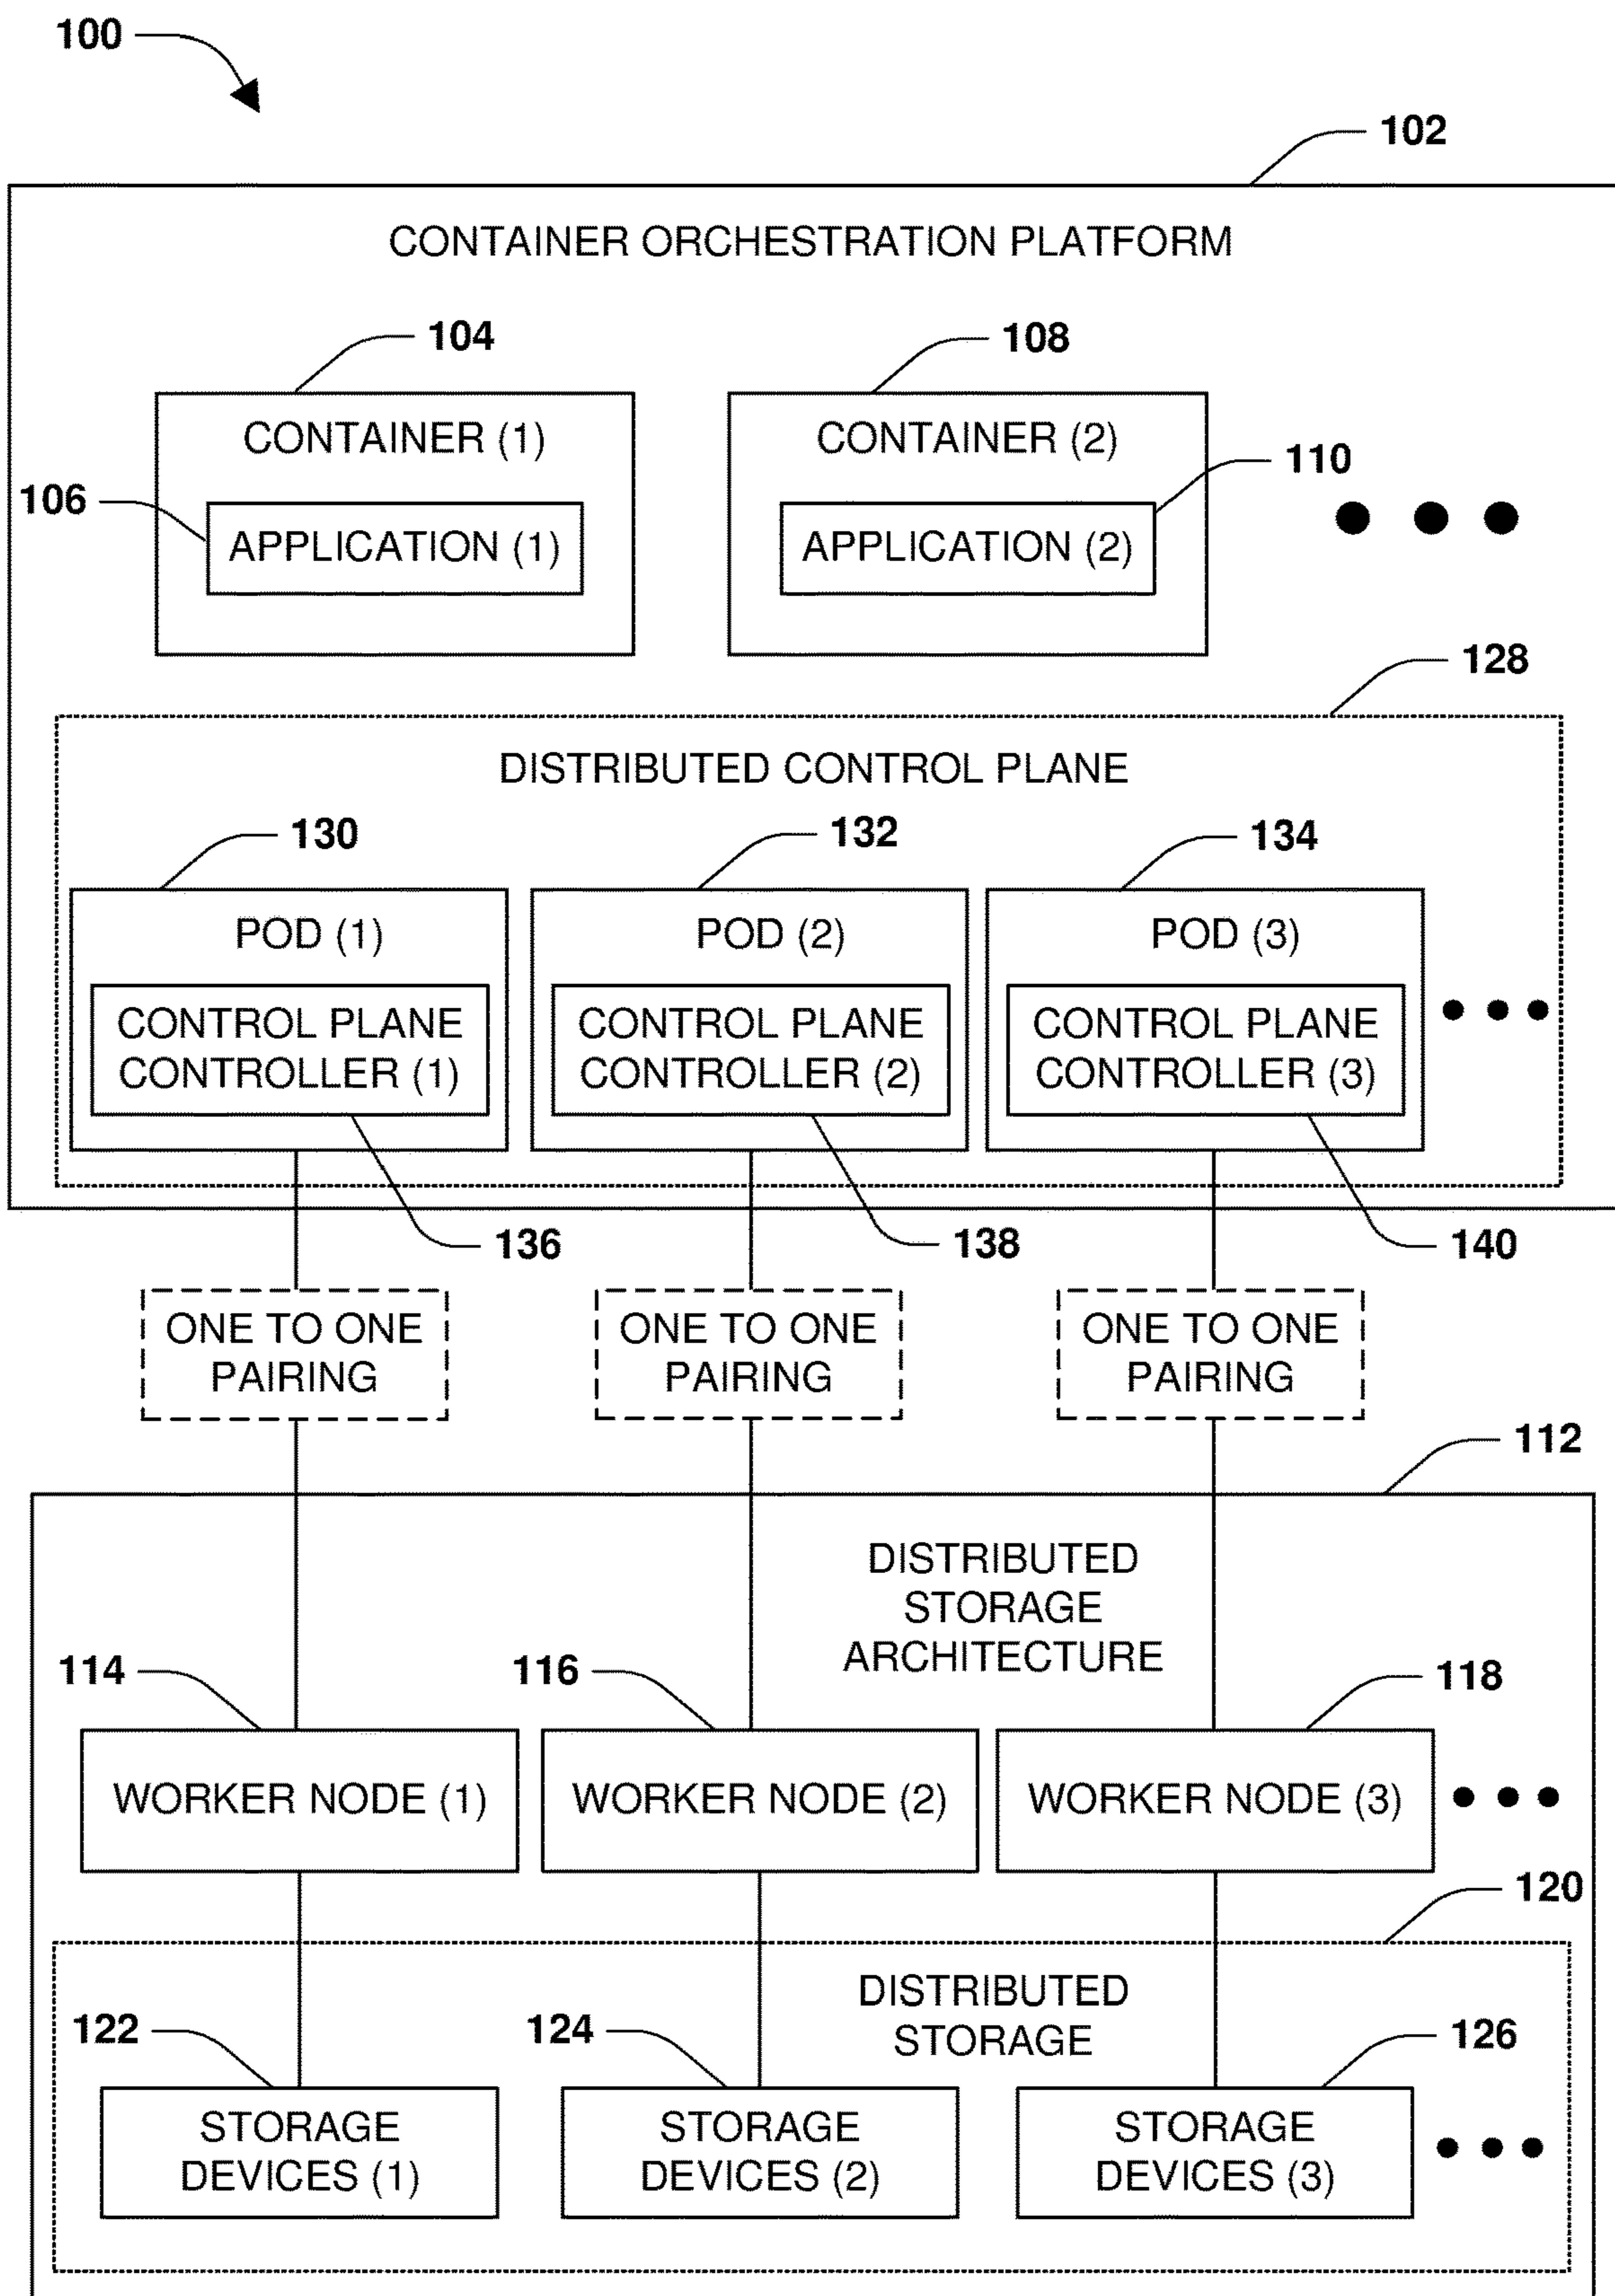 100
102
CONTAINER ORCHESTRATION PLATFORM
104
108
CONTAINER (1)
CONTAINER (2)
106
110
APPLICATION (1)
APPLICATION (2)
128
DISTRIBUTED CONTROL PLANE
130
132
134
POD (1)
POD (2)
POD (3)
CONTROL PLANE
CONTROLLER (1)
CONTROL PLANE
CONTROLLER (2)
CONTROL PLANE
CONTROLLER (3)
136
138
140
ONE TO ONE
PAIRING
ONE TO ONE
PAIRING
ONE TO ONE
PAIRING
112
DISTRIBUTED
STORAGE
ARCHITECTURE
114
116
118
WORKER NODE (1)
WORKER NODE (2)
WORKER NODE (3)
120
DISTRIBUTED
STORAGE
122
124
126
STORAGE
DEVICES (1)
STORAGE
DEVICES (2)
STORAGE
DEVICES (3)